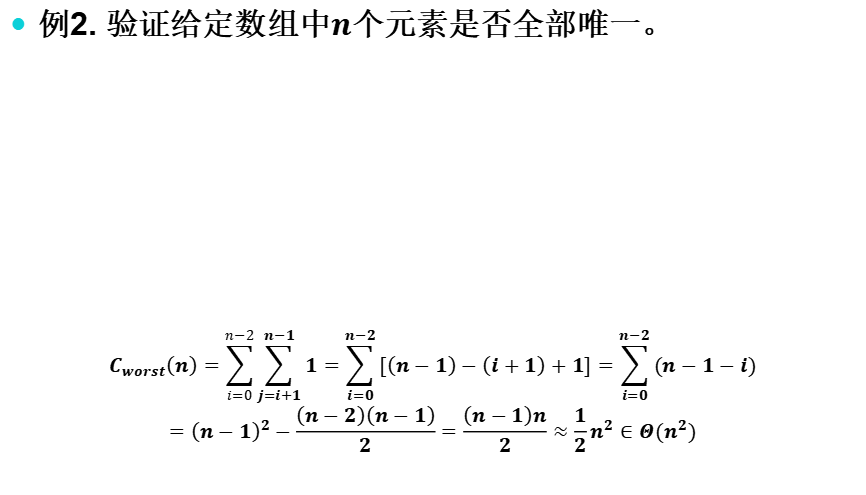 • 例2. 验证给定数组中n个元素是否全部唯一。
C_worst(n) = ∑_{i=0}^{n−2} ∑_{j=i+1}^{n−1} 1 = ∑_{i=0}^{n−2} [(n − 1) − (i + 1) + 1] = ∑_{i=0}^{n−2} (n − 1 − i)
= (n − 1)² − (n − 2)(n − 1)/2 = (n − 1)n/2 ≈ 1/2 n² ∈ Θ(n²)